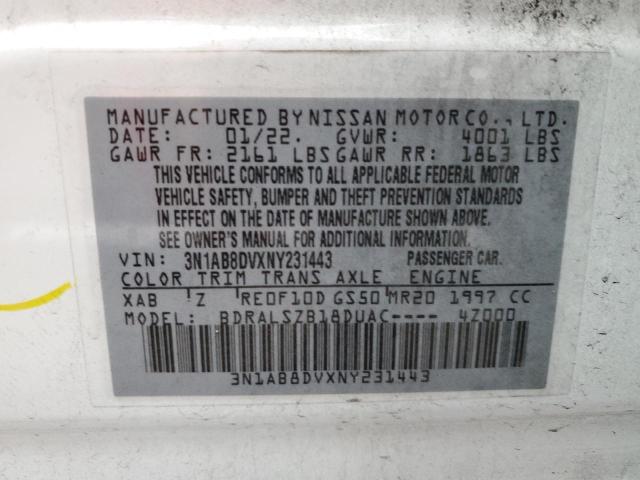 MANUFACTURED BY NISSAN MOTOR CO., LTD.
DATE: 01/22. GVWR: 4001 LBS
GAWR FR: 2161 LBS GAWR RR: 1863 LBS
THIS VEHICLE CONFORMS TO ALL APPLICABLE FEDERAL MOTOR
VEHICLE SAFETY, BUMPER AND THEFT PREVENTION STANDARDS
IN EFFECT ON THE DATE OF MANUFACTURE SHOWN ABOVE.
SEE OWNER'S MANUAL FOR ADDITIONAL INFORMATION.
VIN: 3N1AB8DVXNY231443 PASSENGER CAR.
COLOR TRIM TRANS AXLE ENGINE
XAB Z RE0F10D GS50 MR20 1997 CC
MODEL: BDRALSZB18DUAC---- 4Z000
3N1AB8DVXNY231443